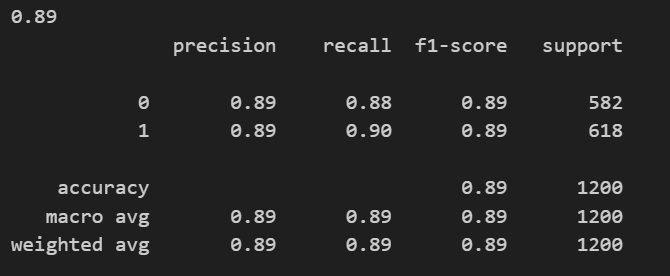 0.89
precision recall f1-score support
0 0.89 0.88 0.89 582
1 0.89 0.90 0.89 618
accuracy 0.89 1200
macro avg 0.89 0.89 0.89 1200
weighted avg 0.89 0.89 0.89 1200